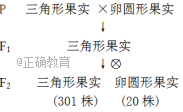 P 三角形果实 ×卵圆形果实
↓
F₁ 三角形果实
↓⊗
@正确教育
F₂ 三角形果实 卵圆形果实
(301 株) (20 株)